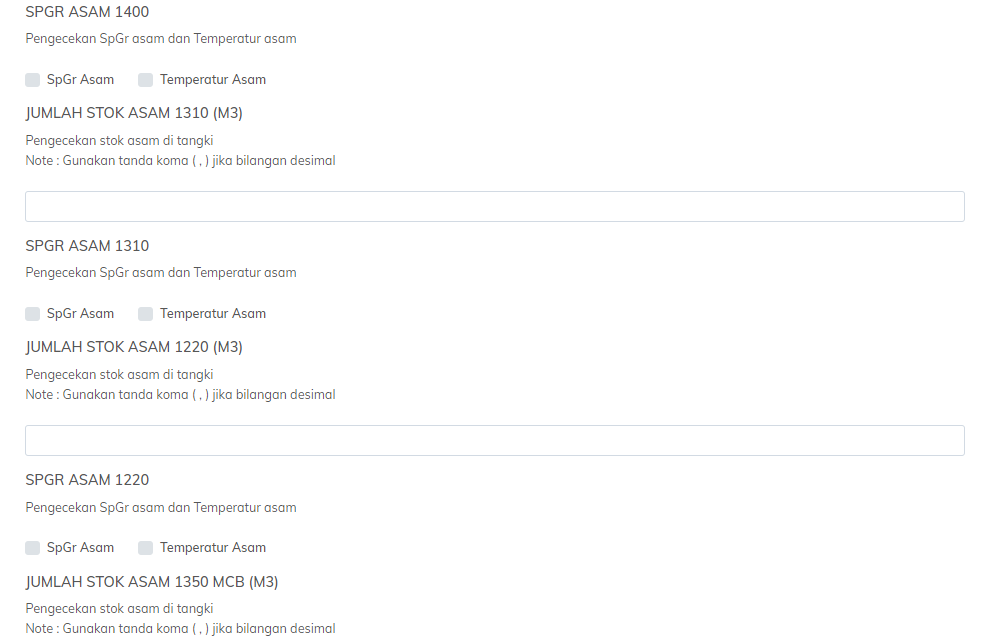 SPGR ASAM 1400
Pengecekan SpGr asam dan Temperatur asam
SpGr Asam Temperatur Asam
JUMLAH STOK ASAM 1310 (M3)
Pengecekan stok asam di tangki
Note : Gunakan tanda koma ( , ) jika bilangan desimal
SPGR ASAM 1310
Pengecekan SpGr asam dan Temperatur asam
SpGr Asam Temperatur Asam
JUMLAH STOK ASAM 1220 (M3)
Pengecekan stok asam di tangki
Note : Gunakan tanda koma ( , ) jika bilangan desimal
SPGR ASAM 1220
Pengecekan SpGr asam dan Temperatur asam
SpGr Asam Temperatur Asam
JUMLAH STOK ASAM 1350 MCB (M3)
Pengecekan stok asam di tangki
Note : Gunakan tanda koma ( , ) jika bilangan desimal